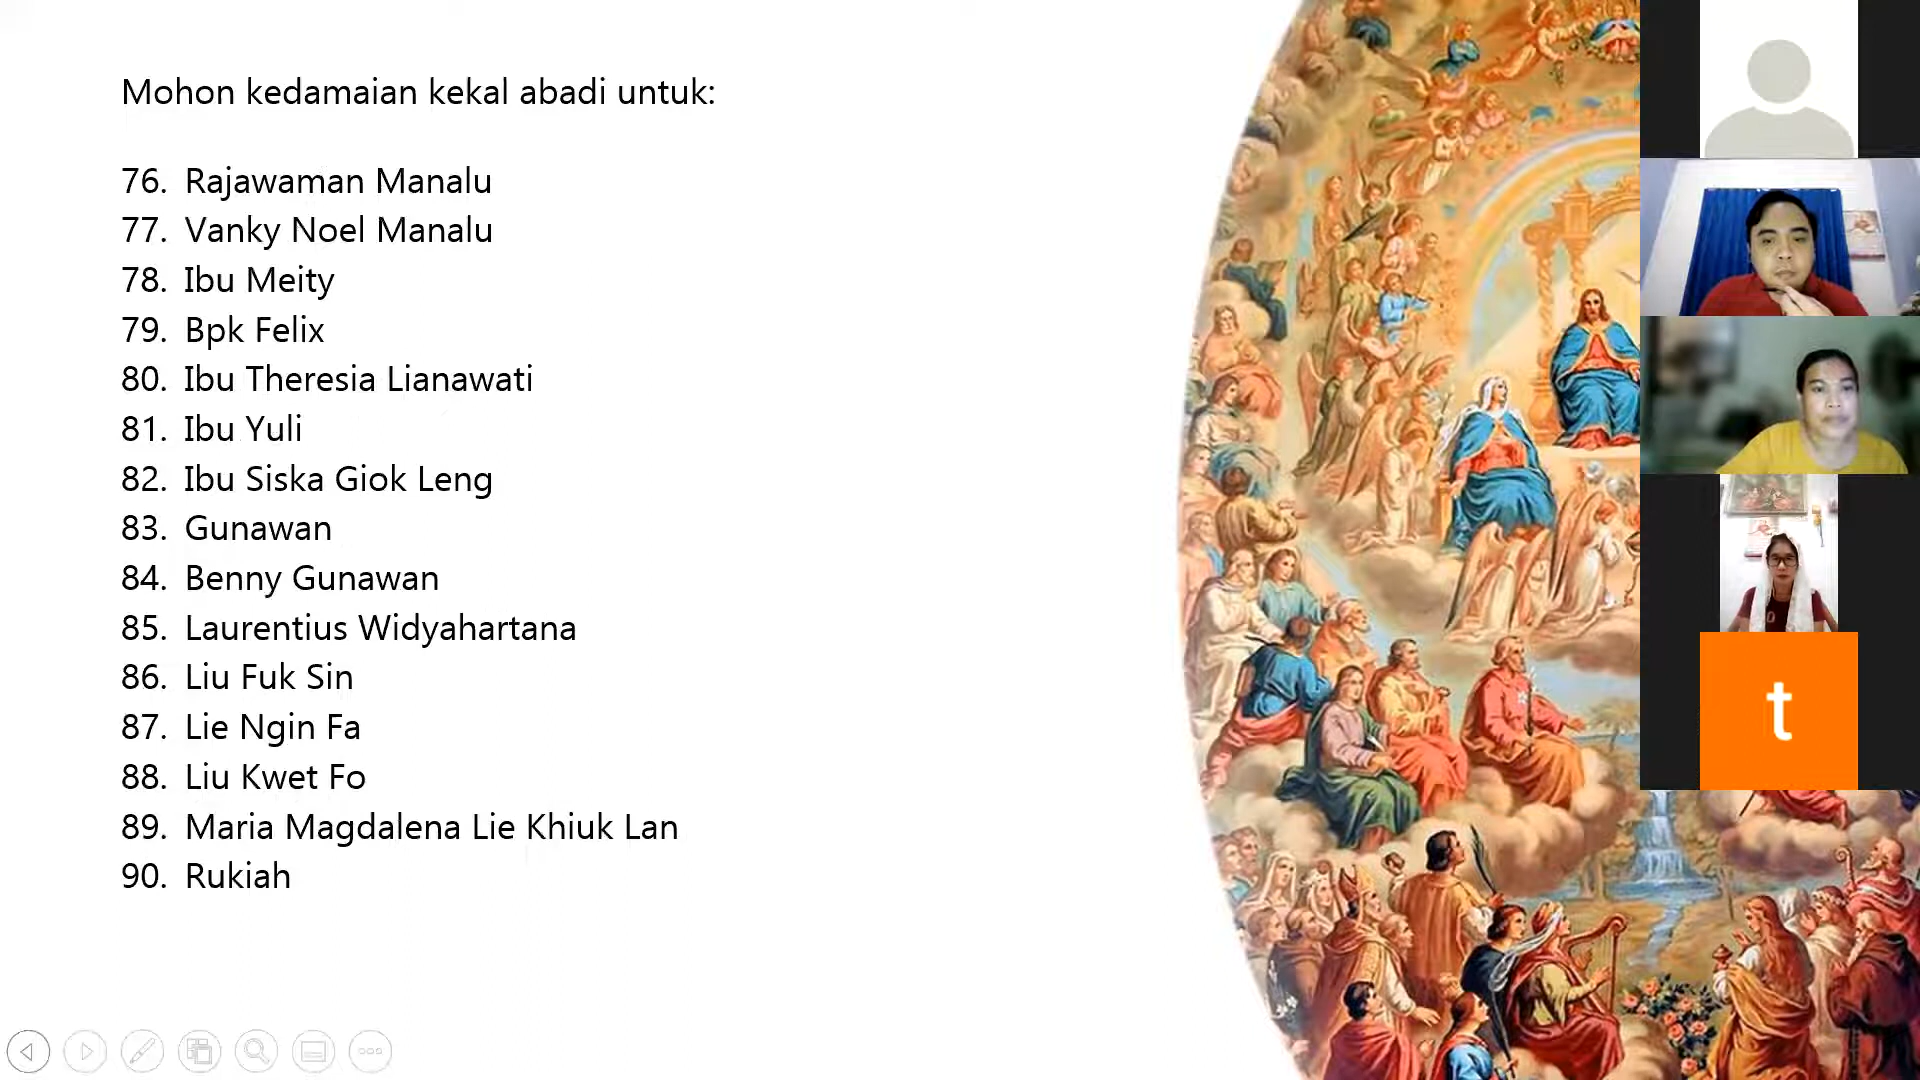 Mohon kedamaian kekal abadi untuk:
76. Rajawaman Manalu
77. Vanky Noel Manalu
78. Ibu Meity
79. Bpk Felix
80. Ibu Theresia Lianawati
81. Ibu Yuli
82. Ibu Siska Giok Leng
83. Gunawan
84. Benny Gunawan
85. Laurentius Widyahartana
86. Liu Fuk Sin
87. Lie Ngin Fa
88. Liu Kwet Fo
89. Maria Magdalena Lie Khiuk Lan
90. Rukiah
t